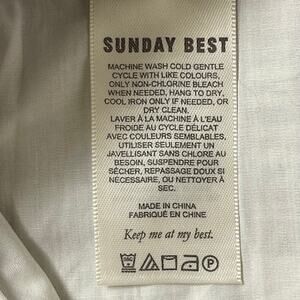 SUNDAY BEST
MACHINE WASH COLD GENTLE
CYCLE WITH LIKE COLOURS,
ONLY NON-CHLORINE BLEACH
WHEN NEEDED, HANG TO DRY,
COOL IRON ONLY IF NEEDED, OR
DRY CLEAN.
LAVER À LA MACHINE À L'EAU
FROIDE AU CYCLE DÉLICAT
AVEC COULEURS SEMBLABLES,
UTILISER SEULEMENT UN
JAVELLISANT SANS CHLORE AU
BESOIN, SUSPENDRE POUR
SÉCHER, REPASSAGE DOUX SI
NECESSAIRE, OU NETTOYER À
SEC.
MADE IN CHINA
FABRIQUÉ EN CHINE
Keep me at my best.
P